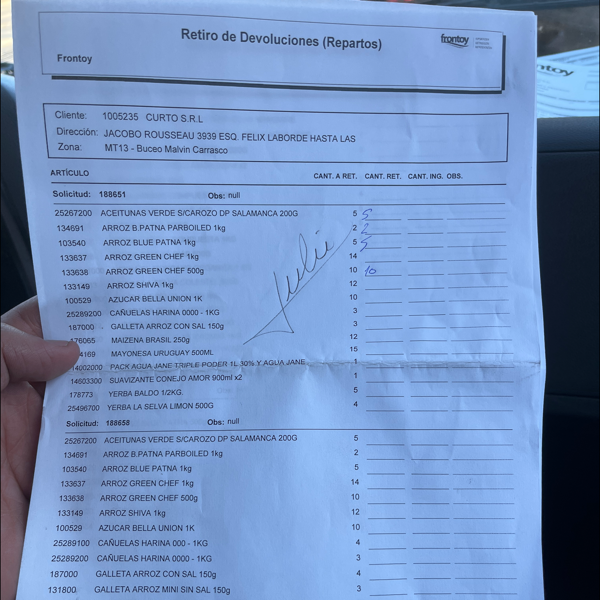 Retiro de Devoluciones (Repartos)
frontoy
Frontoy
Cliente: 1005235 CURTO S.R.L
Dirección: JACOBO ROUSSEAU 3939 ESQ. FELIX LABORDE HASTA LAS
Zona: MT13 - Buceo Malvin Carrasco
ARTÍCULO CANT. A RET. CANT. RET. CANT. ING. OBS.
Solicitud: 188651 Obs: null
25267200 ACEITUNAS VERDE S/CAROZO DP SALAMANCA 200G 5 5
134691 ARROZ B.PATNA PARBOILED 1kg 2 2
103540 ARROZ BLUE PATNA 1kg 5 5
133637 ARROZ GREEN CHEF 1kg 14
133638 ARROZ GREEN CHEF 500g 10 10
133149 ARROZ SHIVA 1kg 12
100529 AZUCAR BELLA UNION 1K 10
25289200 CAÑUELAS HARINA 0000 - 1KG 3
187000 GALLETA ARROZ CON SAL 150g 3
176065 MAIZENA BRASIL 250g 12
4169 MAYONESA URUGUAY 500ML 15
14002000 PACK AGUA JANE TRIPLE PODER 1L 30% Y AGUA JANE 1
14603300 SUAVIZANTE CONEJO AMOR 900ml x2 1
178773 YERBA BALDO 1/2KG. 5
25496700 YERBA LA SELVA LIMON 500G 4
Solicitud: 188658 Obs: null
25267200 ACEITUNAS VERDE S/CAROZO DP SALAMANCA 200G 5
134691 ARROZ B.PATNA PARBOILED 1kg 2
103540 ARROZ BLUE PATNA 1kg 5
133637 ARROZ GREEN CHEF 1kg 14
133638 ARROZ GREEN CHEF 500g 10
133149 ARROZ SHIVA 1kg 12
100529 AZUCAR BELLA UNION 1K 10
25289100 CAÑUELAS HARINA 000 - 1KG 4
25289200 CAÑUELAS HARINA 0000 - 1KG 3
187000 GALLETA ARROZ CON SAL 150g 4
131800 GALLETA ARROZ MINI SIN SAL 150g 3